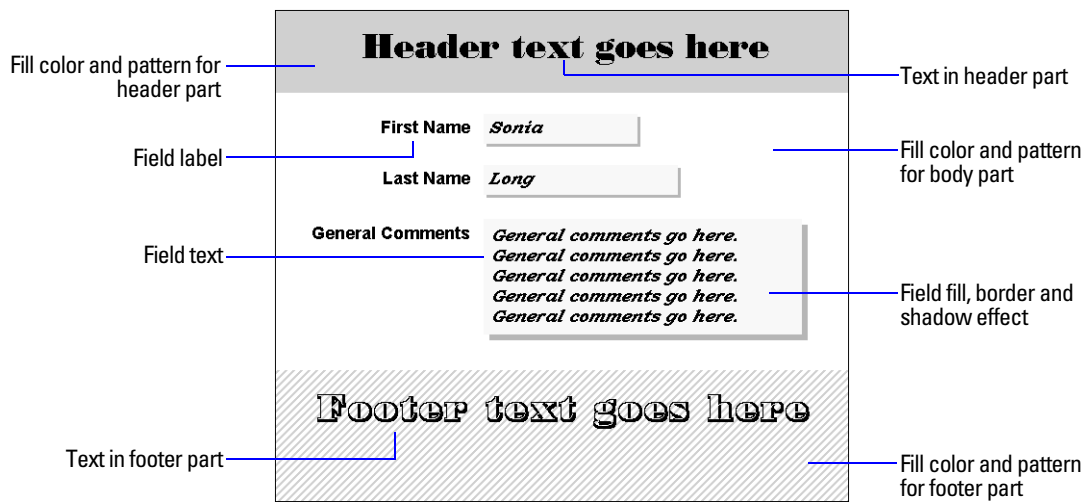 Header text goes here
Fill color and pattern for
header part
Text in header part
First Name
Sonia
Field label
Fill color and pattern
for body part
Last Name
Long
General Comments
General comments go here.
General comments go here.
General comments go here.
General comments go here.
General comments go here.
Field text
Field fill, border and
shadow effect
Footer text goes here
Text in footer part
Fill color and pattern
for footer part